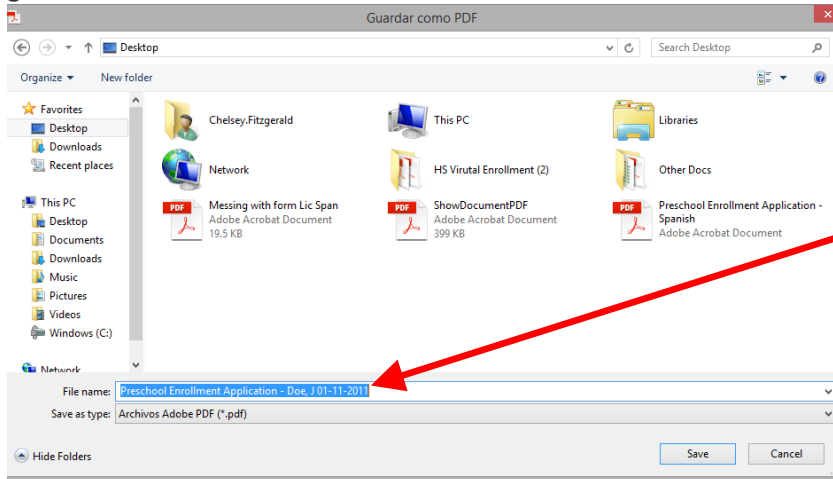 Guardar como PDF
Desktop
Search Desktop
Organize
New folder
Favorites
Desktop
Downloads
Recent places
This PC
Desktop
Documents
Downloads
Music
Pictures
Videos
Windows (C:)
Network
Chelsey.Fitzgerald
This PC
Libraries
Network
HS Virutal Enrollment (2)
Other Docs
PDF
Messing with form Lic Span
Adobe Acrobat Document
19.5 KB
PDF
ShowDocumentPDF
Adobe Acrobat Document
399 KB
PDF
Preschool Enrollment Application -
Spanish
Adobe Acrobat Document
File name: Preschool Enrollment Application - Doe, J 01-11-2011
Save as type: Archivos Adobe PDF (*.pdf)
Hide Folders
Save
Cancel